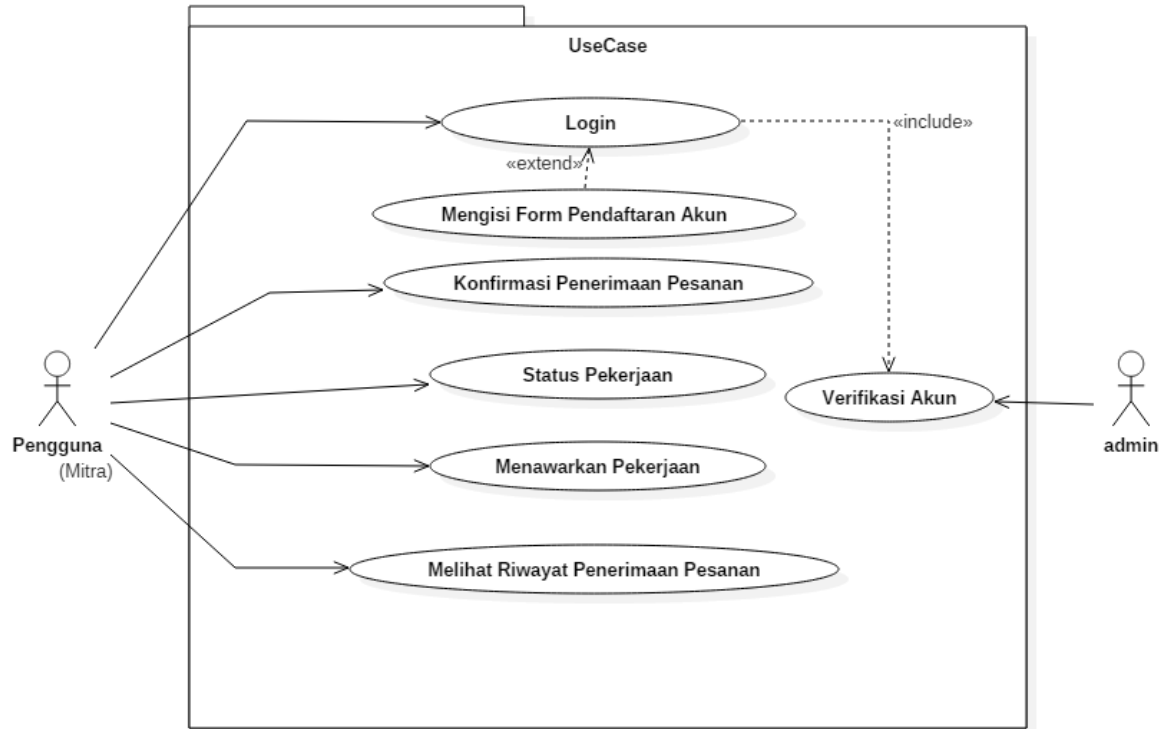 UseCase
Login
«include»
«extend»
Mengisi Form Pendaftaran Akun
Konfirmasi Penerimaan Pesanan
Status Pekerjaan
Verifikasi Akun
Pengguna
(Mitra)
admin
Menawarkan Pekerjaan
Melihat Riwayat Penerimaan Pesanan